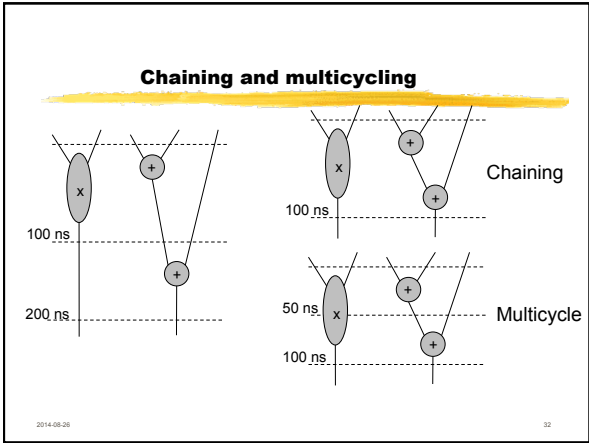 Chaining and multicycling
x
+
100 ns
+
200 ns
x
+
+
Chaining
100 ns
+
50 ns
x
Multicycle
+
100 ns
2014-08-26
32